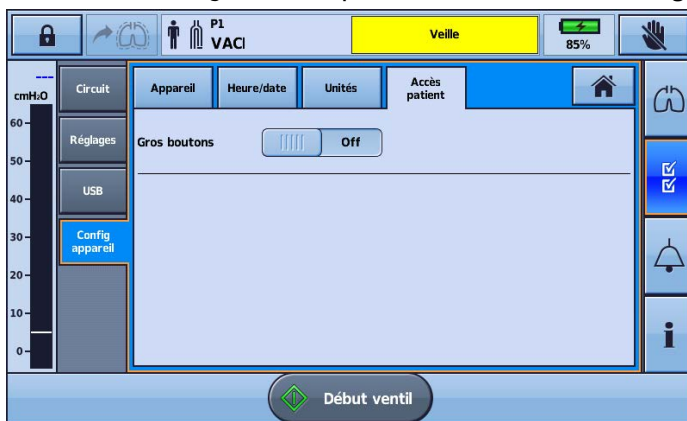 P1
VACI
Veille
85%
---
cmH₂O
60
50
40
30
20
10
0
Circuit
Réglages
USB
Config
appareil
Appareil
Heure/date
Unités
Accès
patient
Gros boutons
Off
i
Début ventil